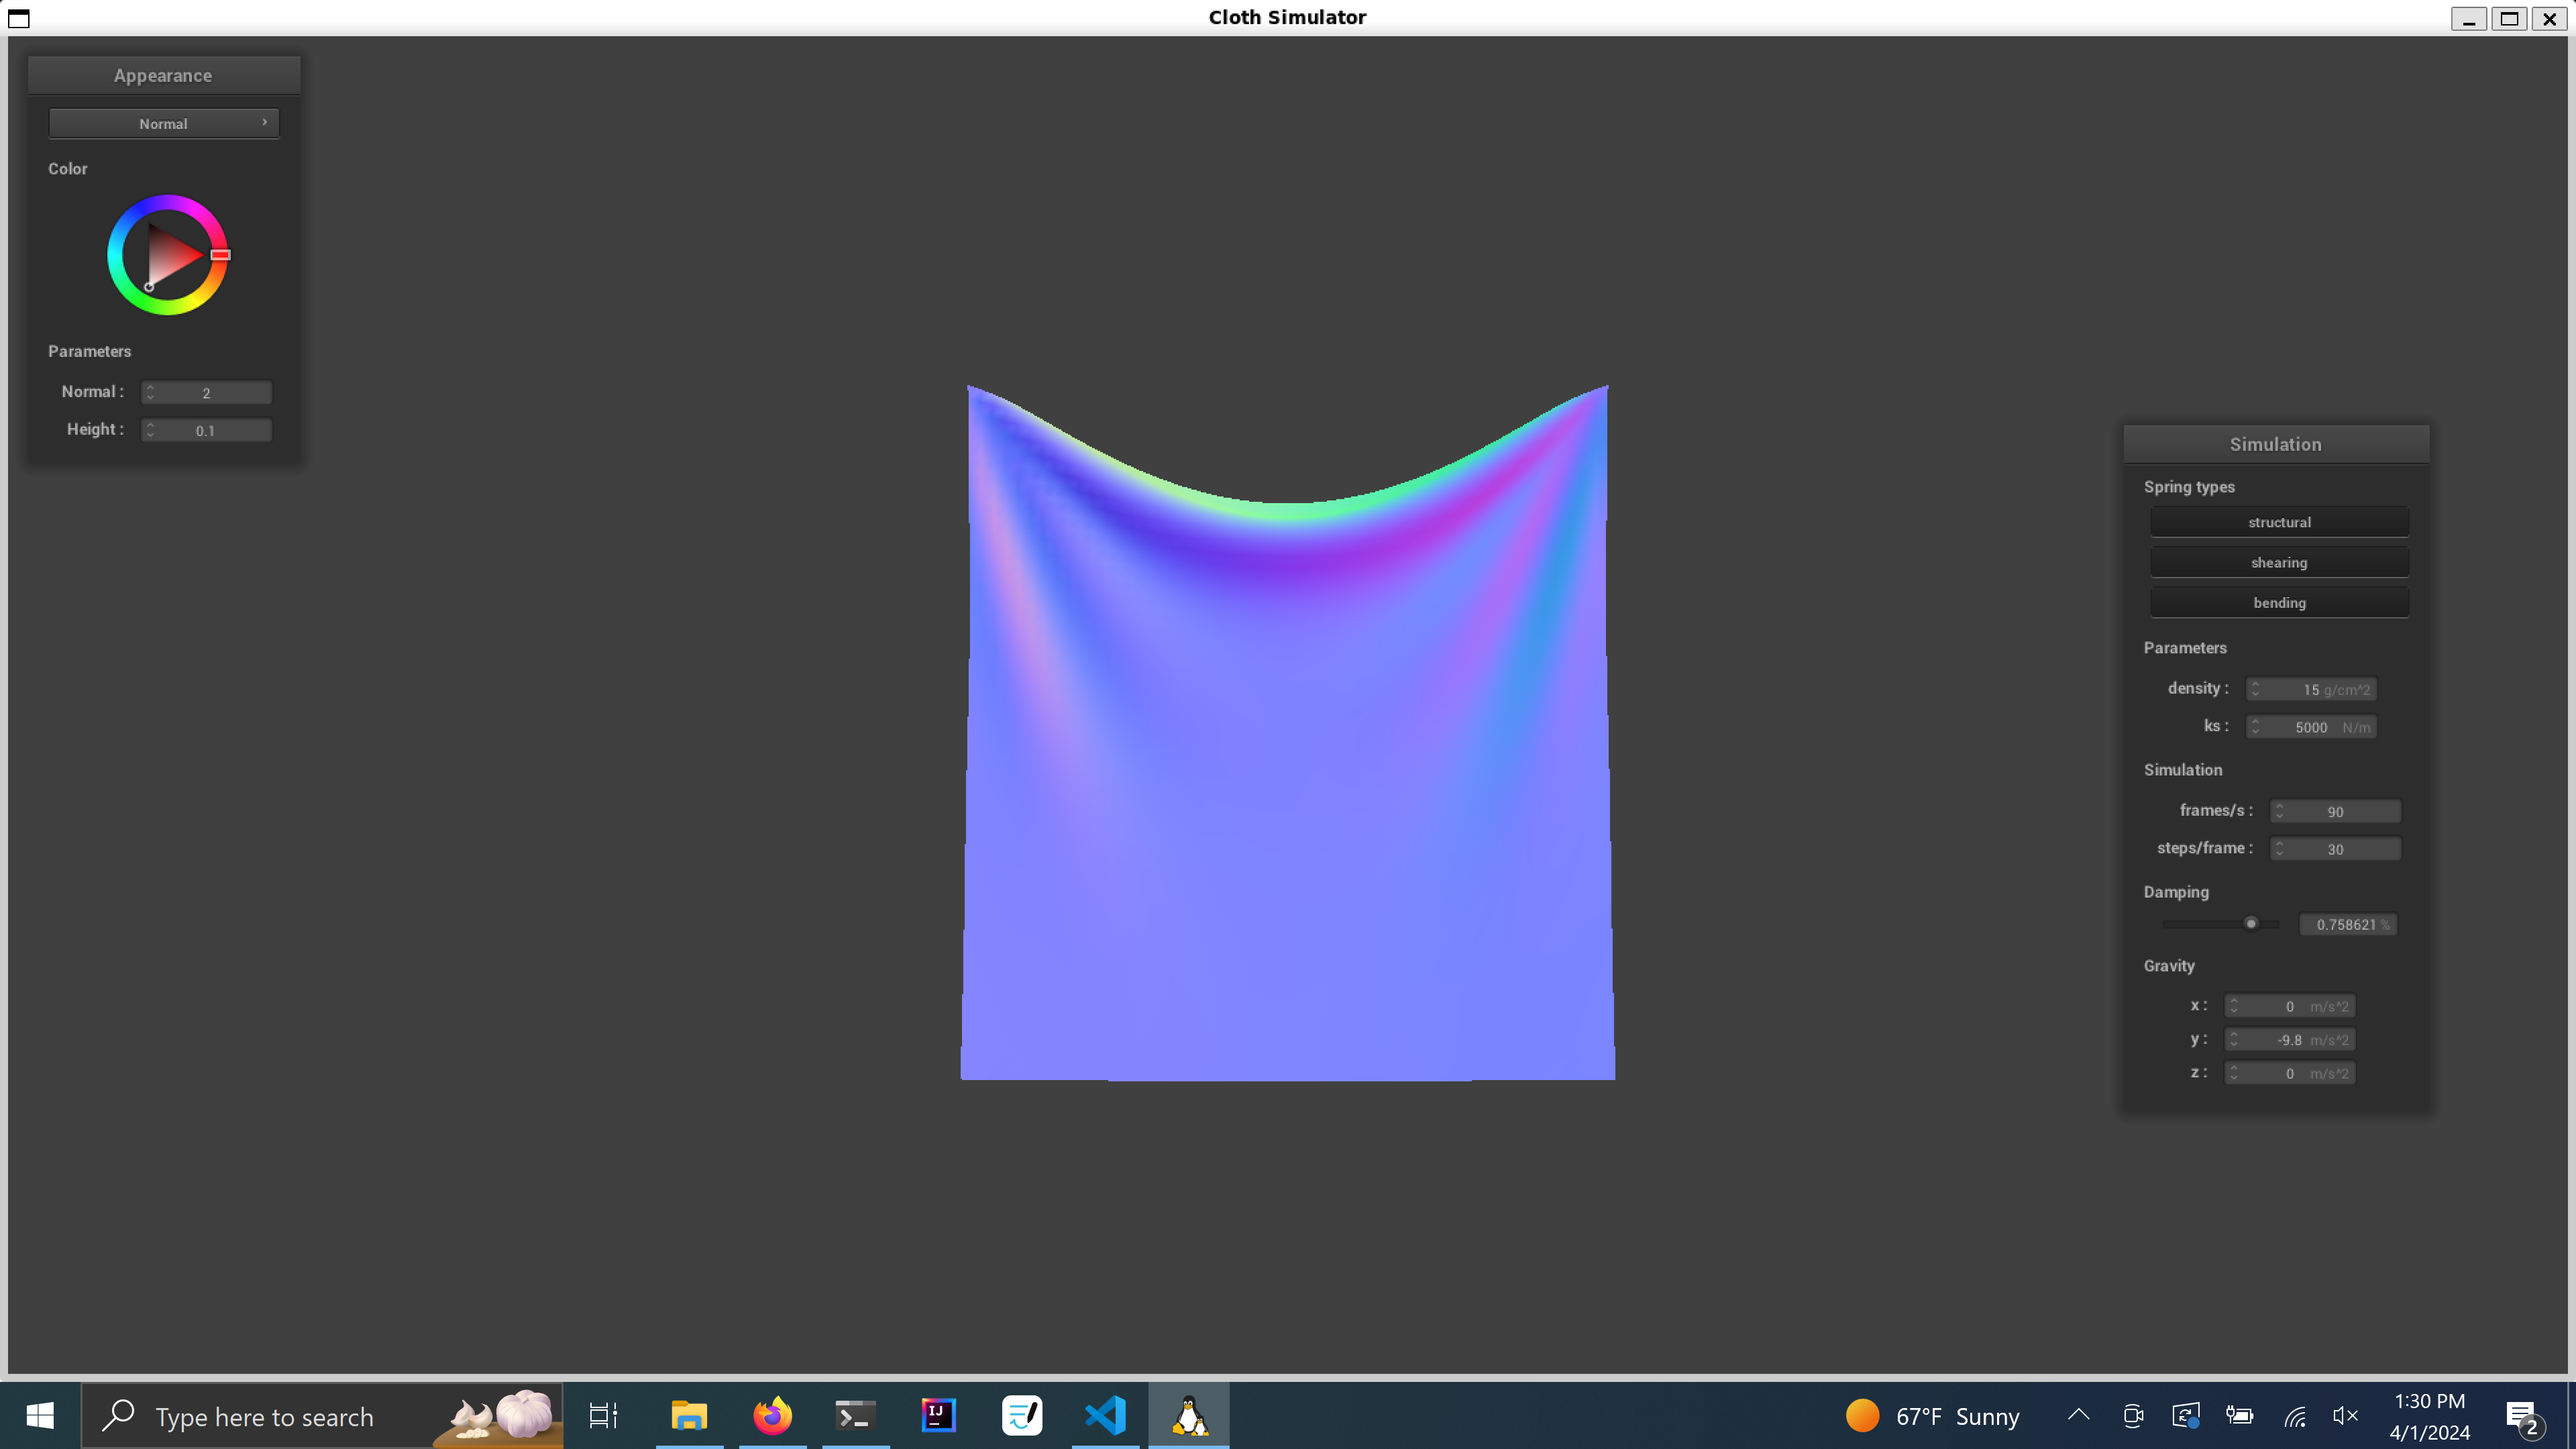 Cloth Simulator
Appearance
Normal
Color
Parameters
Normal : 2
Height : 0.1
Simulation
Spring types
structural
shearing
bending
Parameters
density : 15 g/cm^2
ks : 5000 N/m
Simulation
frames/s : 90
steps/frame : 30
Damping
0.758621 %
Gravity
x : 0 m/s^2
y : -9.8 m/s^2
z : 0 m/s^2
Type here to search
IJ
67°F Sunny
1:30 PM
4/1/2024
2